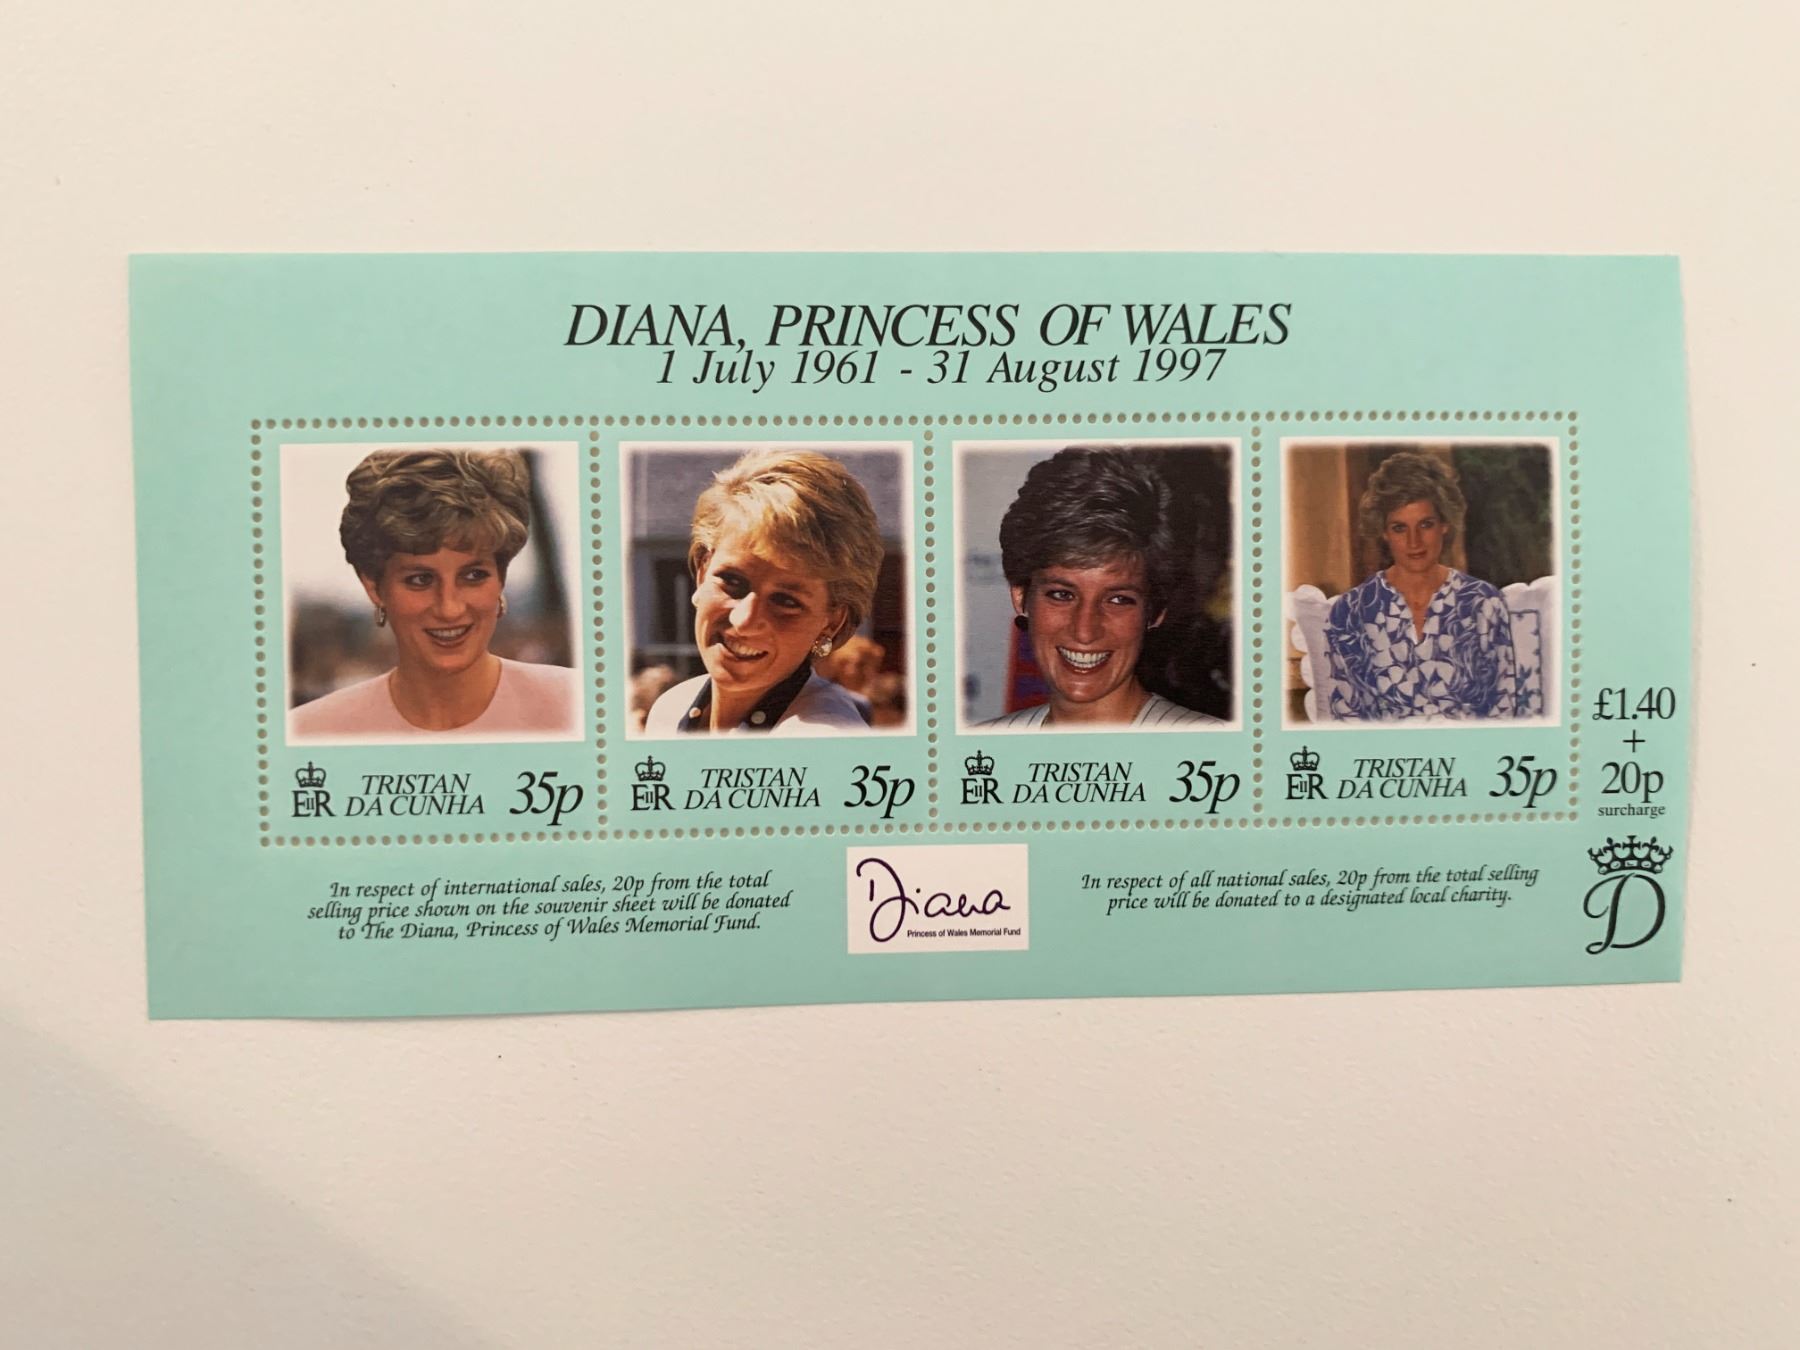 DIANA, PRINCESS OF WALES
1 July 1961 - 31 August 1997
EIIR TRISTAN DA CUNHA 35p
EIIR TRISTAN DA CUNHA 35p
EIIR TRISTAN DA CUNHA 35p
EIIR TRISTAN DA CUNHA 35p
£1.40
+
20p
surcharge
D
In respect of international sales, 20p from the total
selling price shown on the souvenir sheet will be donated
to The Diana, Princess of Wales Memorial Fund.
Diana
Princess of Wales Memorial Fund
In respect of all national sales, 20p from the total selling
price will be donated to a designated local charity.